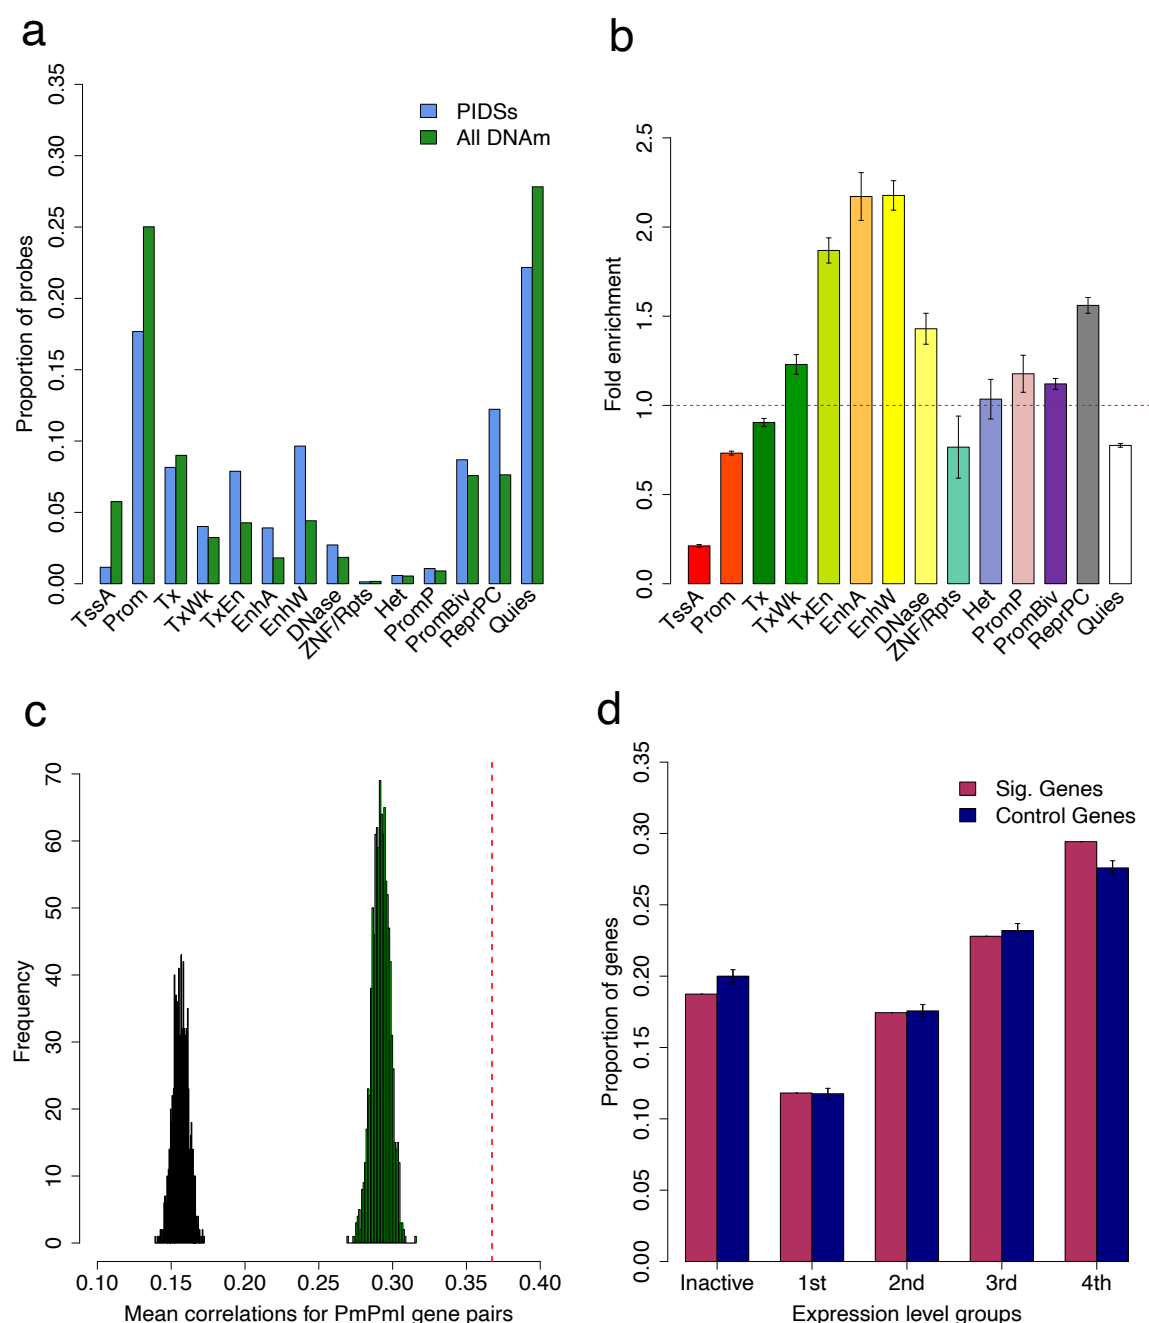 a
0.00 0.05 0.10 0.15 0.20 0.25 0.30 0.35
Proportion of probes
PIDSs
All DNAm
TssA Prom Tx TxWk TxEn EnhA EnhW DNase ZNF/Rpts Het PromP PromBiv ReprPC Quies
b
0.0 0.5 1.0 1.5 2.0 2.5
Fold enrichment
TssA Prom Tx TxWk TxEn EnhA EnhW DNase ZNF/Rpts Het PromP PromBiv ReprPC Quies
c
0 10 20 30 40 50 60 70
Frequency
0.10 0.15 0.20 0.25 0.30 0.35 0.40
Mean correlations for PmPmI gene pairs
d
0.00 0.05 0.10 0.15 0.20 0.25 0.30 0.35
Proportion of genes
Sig. Genes
Control Genes
Inactive 1st 2nd 3rd 4th
Expression level groups